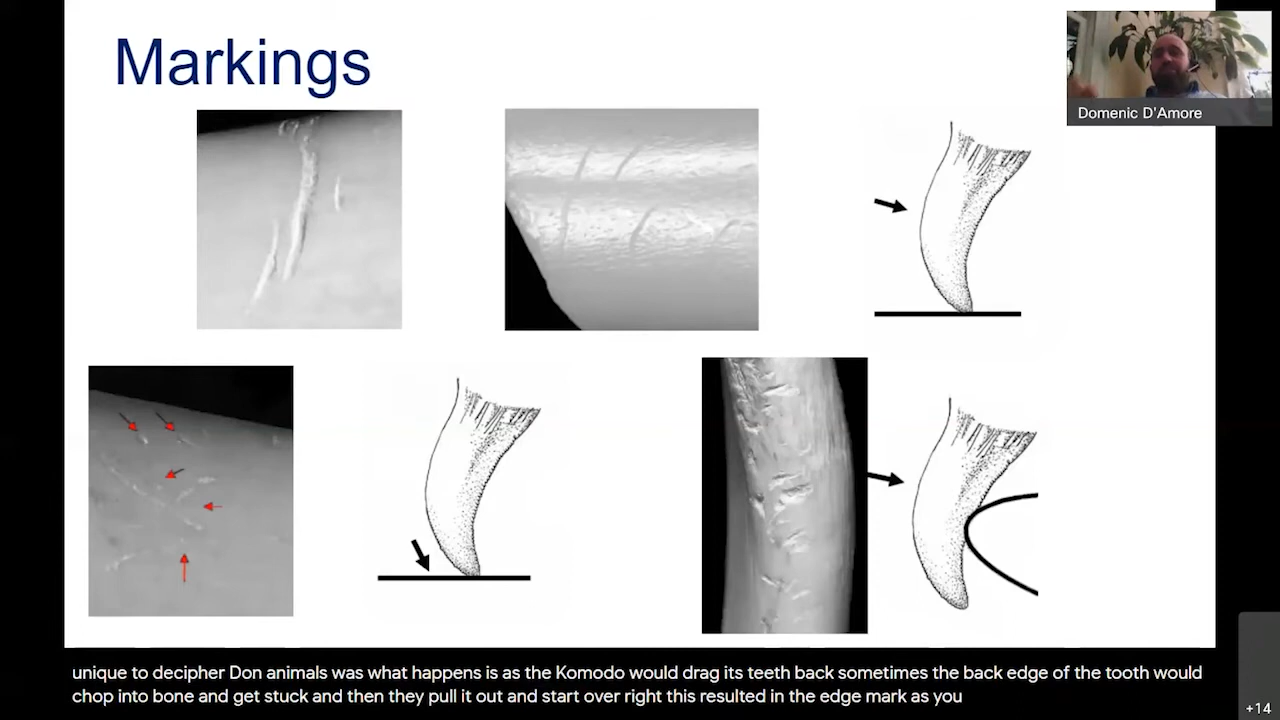 Markings
Domenic D'Amore
unique to decipher Don animals was what happens is as the Komodo would drag its teeth back sometimes the back edge of the tooth would
chop into bone and get stuck and then they pull it out and start over right this resulted in the edge mark as you
+14